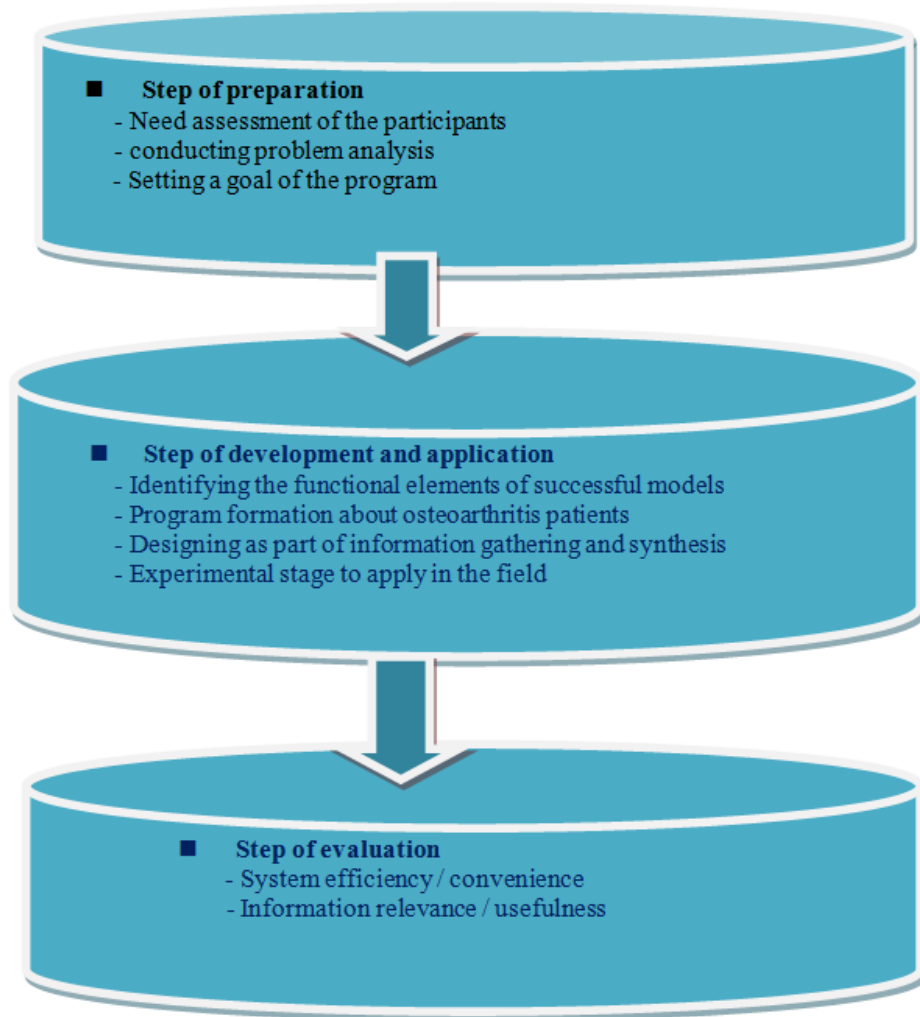 ■ Step of preparation
- Need assessment of the participants
- conducting problem analysis
- Setting a goal of the program
■ Step of development and application
- Identifying the functional elements of successful models
- Program formation about osteoarthritis patients
- Designing as part of information gathering and synthesis
- Experimental stage to apply in the field
■ Step of evaluation
- System efficiency / convenience
- Information relevance / usefulness